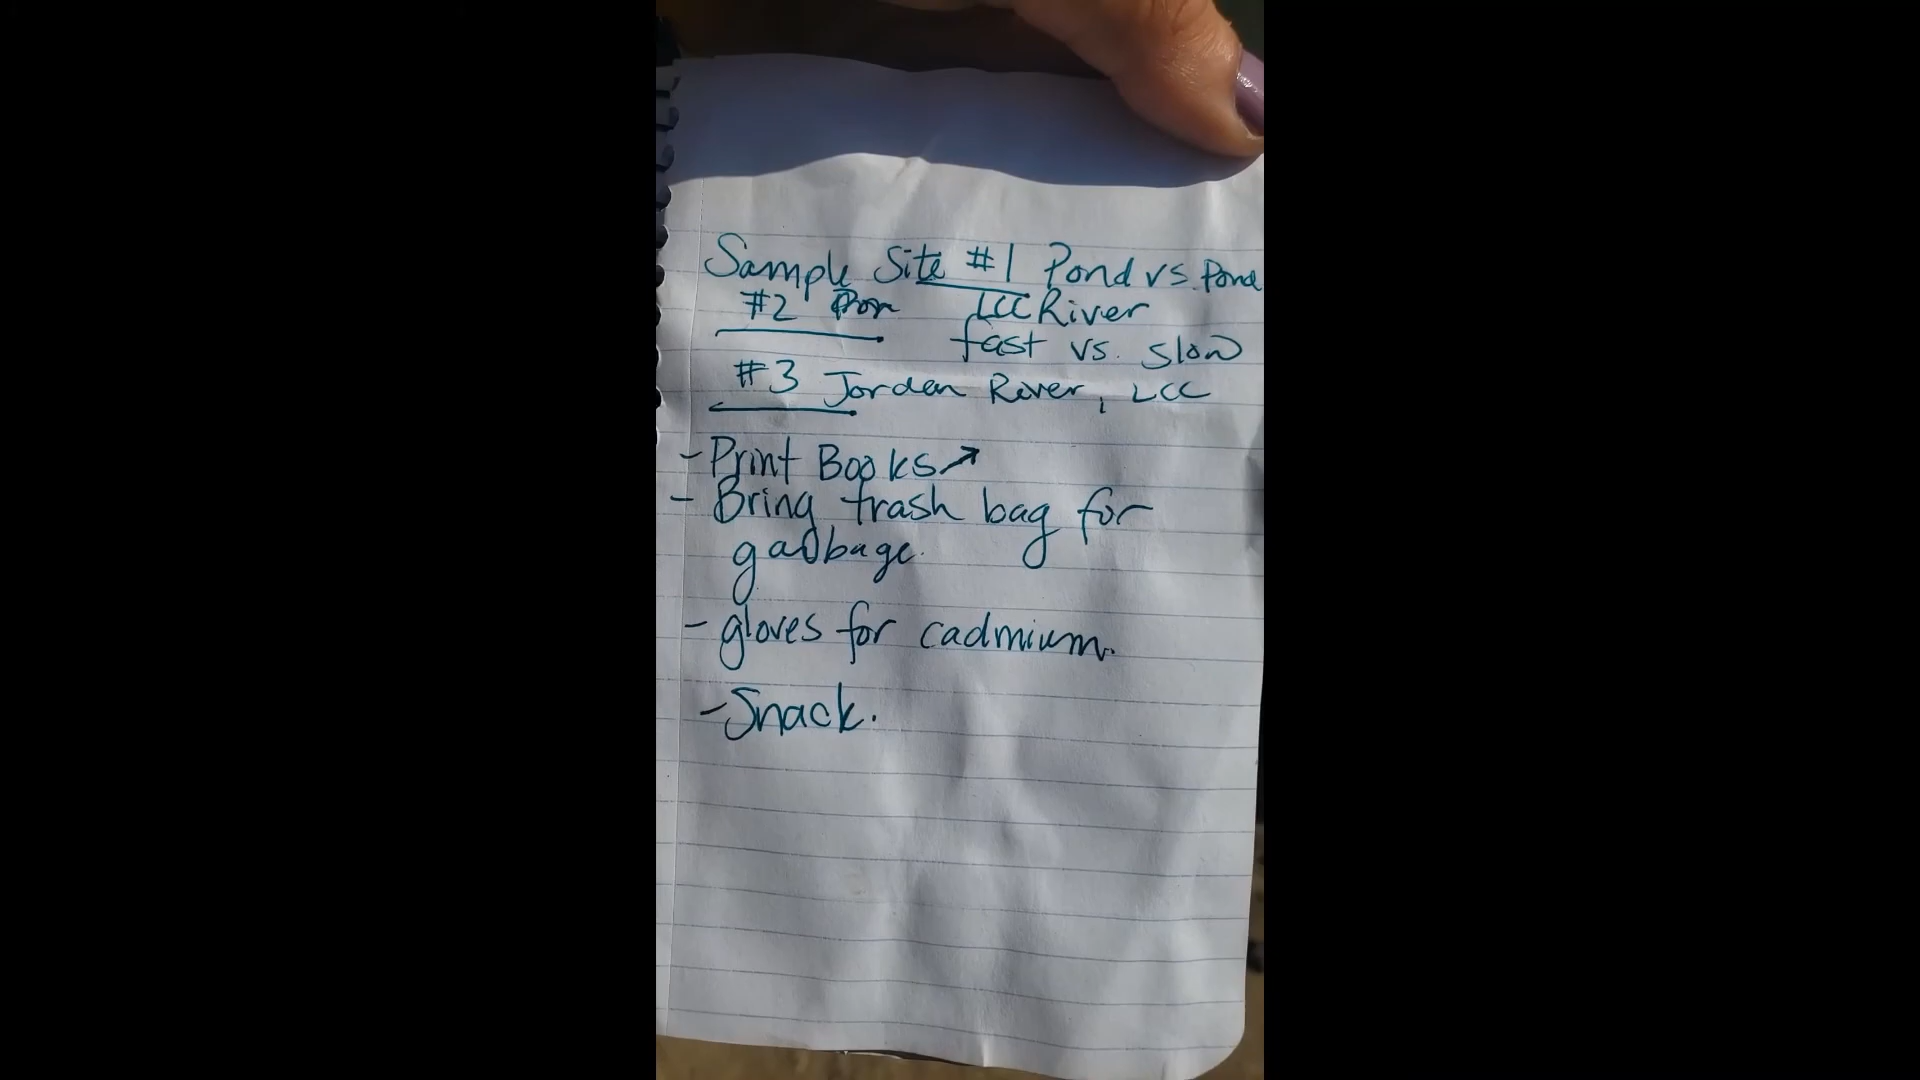 Sample Site #1 Pond vs. Pond
#2 Pon LCC River
fast vs. slow
#3 Jordan River, LCC
- Print Books ↗
- Bring trash bag for
garbage.
- gloves for cadmium.
- Snack.